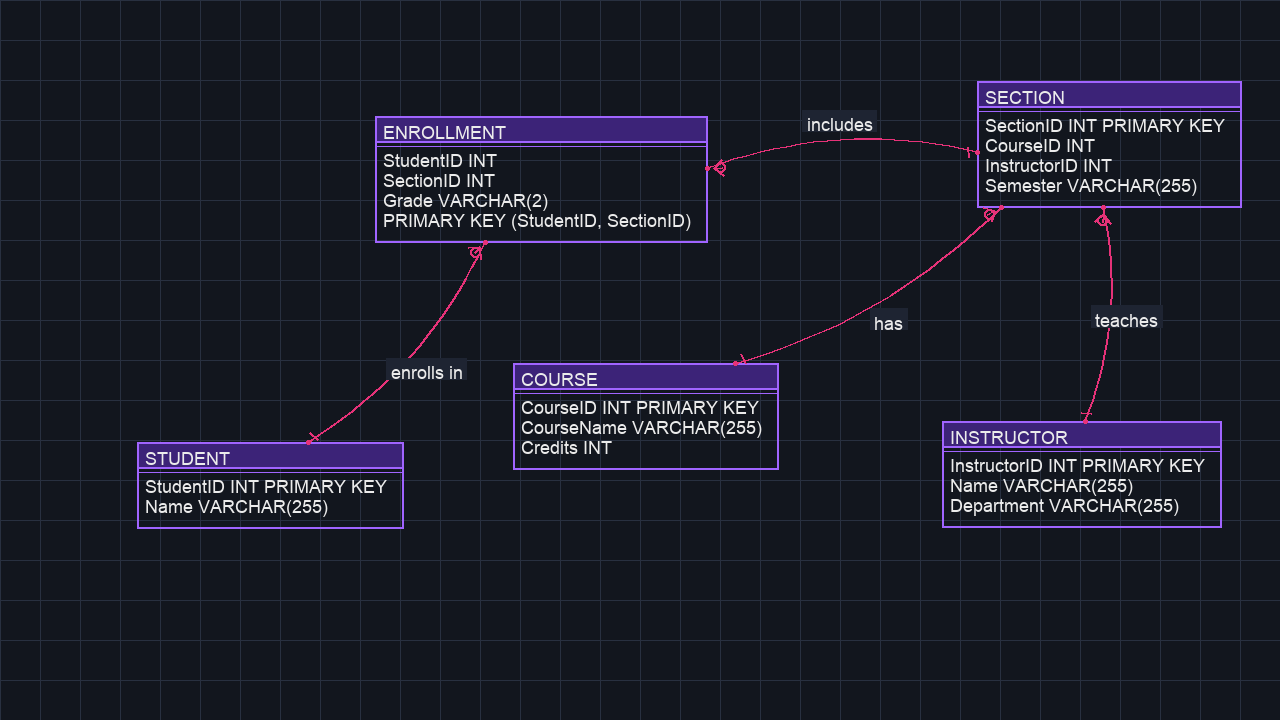 SECTION
SectionID INT PRIMARY KEY
CourseID INT
InstructorID INT
Semester VARCHAR(255)
includes
ENROLLMENT
StudentID INT
SectionID INT
Grade VARCHAR(2)
PRIMARY KEY (StudentID, SectionID)
has
teaches
enrolls in
COURSE
CourseID INT PRIMARY KEY
CourseName VARCHAR(255)
Credits INT
INSTRUCTOR
InstructorID INT PRIMARY KEY
Name VARCHAR(255)
Department VARCHAR(255)
STUDENT
StudentID INT PRIMARY KEY
Name VARCHAR(255)